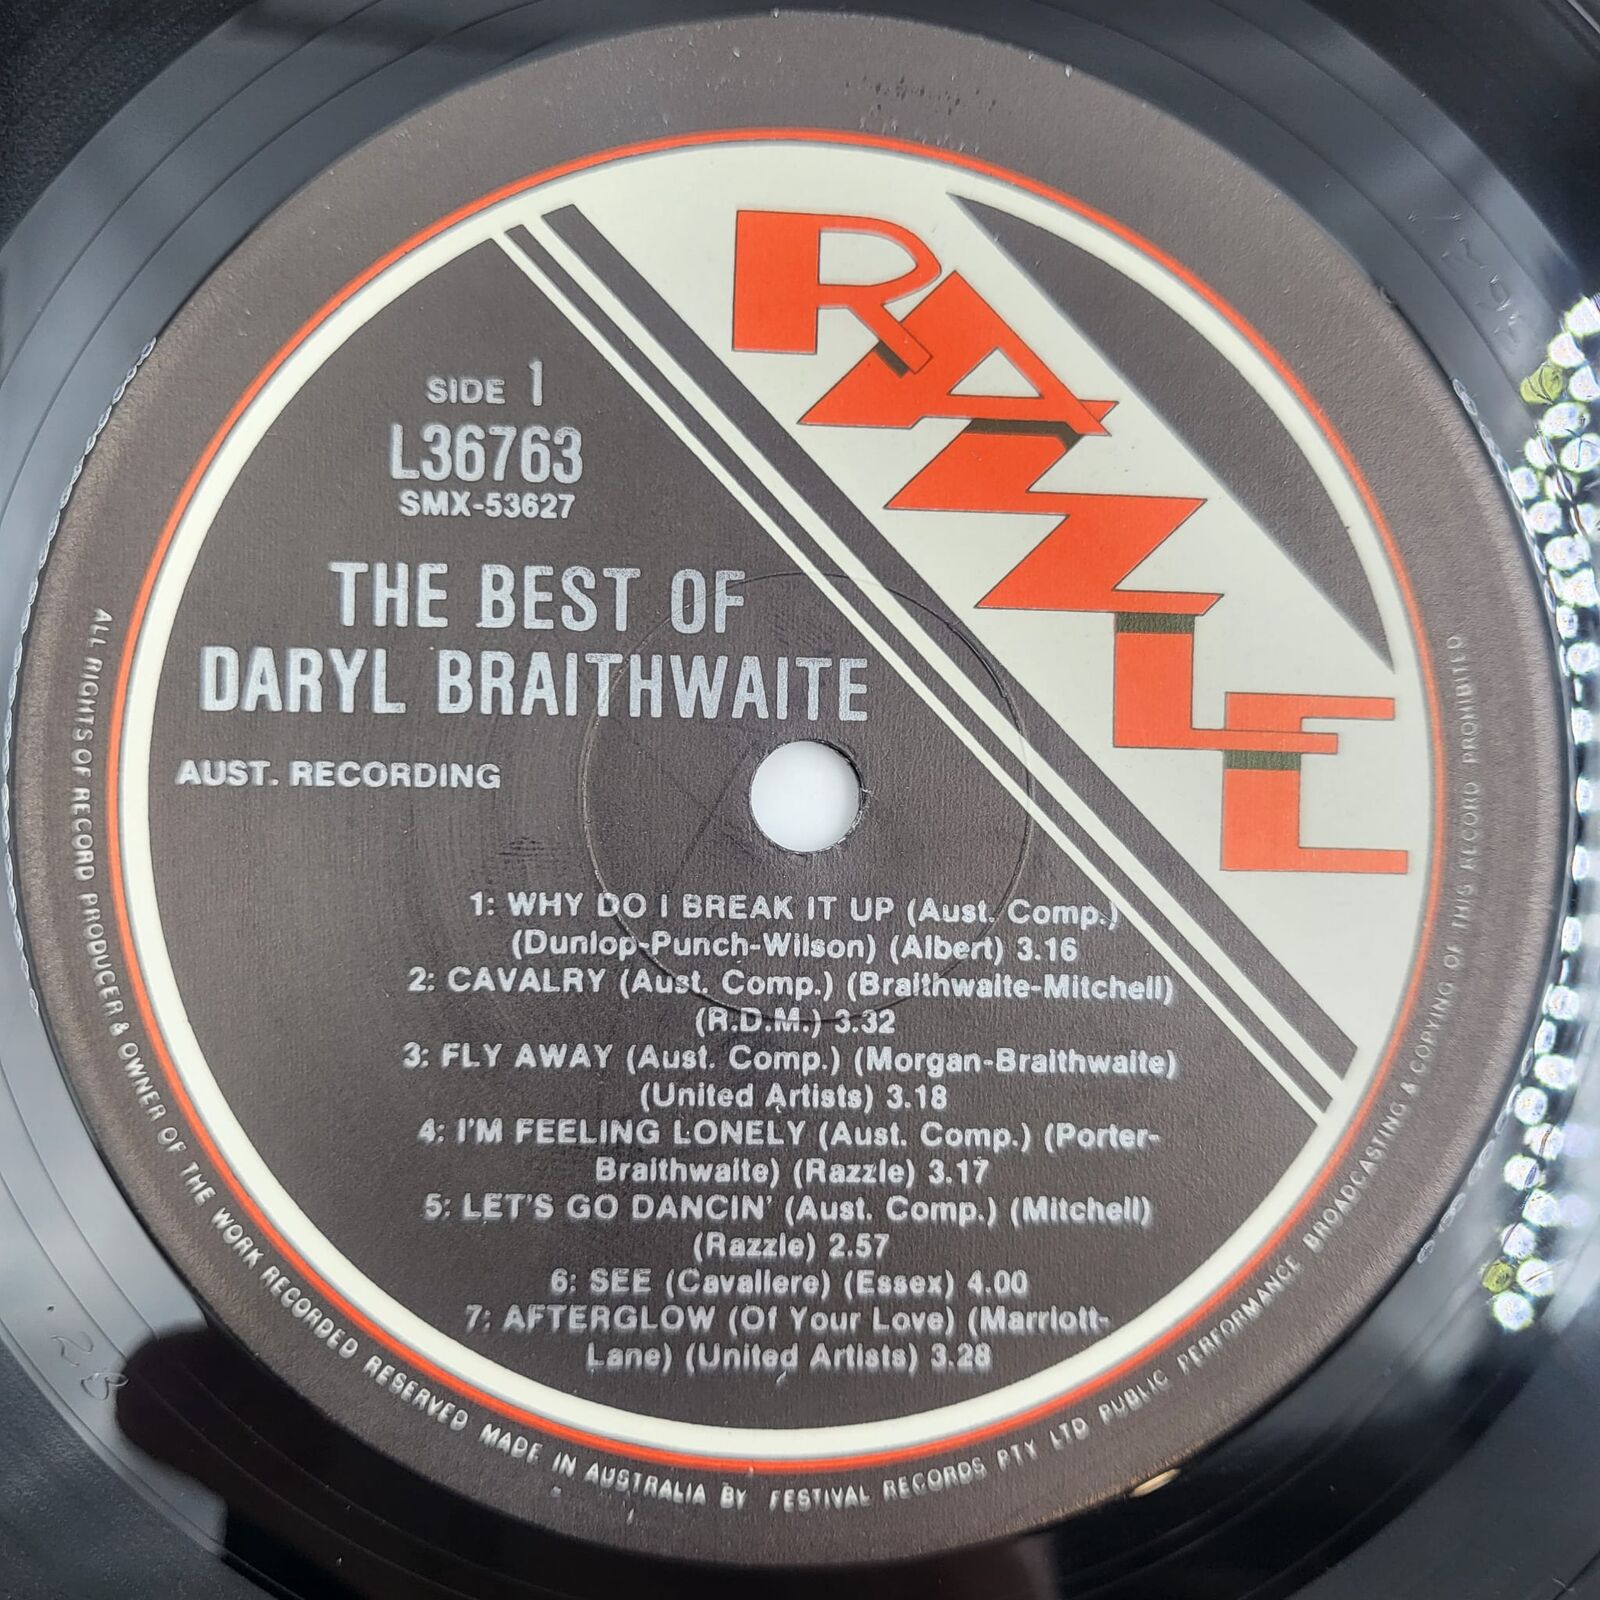 RAZZLE
SIDE 1
L36763
SMX-53627
THE BEST OF
DARYL BRAITHWAITE
AUST. RECORDING
1: WHY DO I BREAK IT UP (Aust. Comp.)
(Dunlop-Punch-Wilson) (Albert) 3.16
2: CAVALRY (Aust. Comp.) (Braithwaite-Mitchell)
(R.D.M.) 3.32
3: FLY AWAY (Aust. Comp.) (Morgan-Braithwaite)
(United Artists) 3.18
4: I'M FEELING LONELY (Aust. Comp.) (Porter-
Braithwaite) (Razzle) 3.17
5: LET'S GO DANCIN' (Aust. Comp.) (Mitchell)
(Razzle) 2.57
6: SEE (Cavaliere) (Essex) 4.00
7: AFTERGLOW (Of Your Love) (Marriott-
Lane) (United Artists) 3.28
ALL RIGHTS OF RECORD PRODUCER & OWNER OF THE WORK RECORDED RESERVED MADE IN AUSTRALIA BY FESTIVAL RECORDS PTY LTD PUBLIC PERFORMANCE BROADCASTING & COPYING OF THIS RECORD PROHIBITED